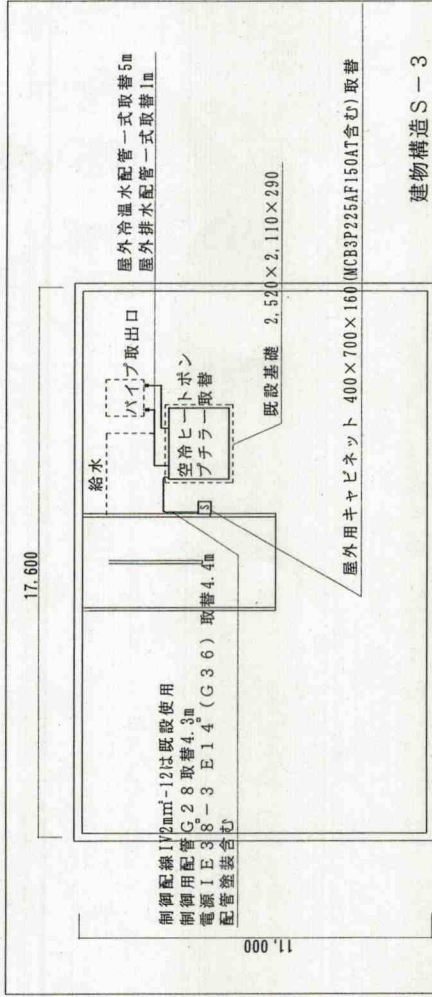 17,600
11,000
給水
パイプ取出口
空冷ヒートポン
プチラー取替
S
屋外冷温水配管一式取替5m
屋外排水配管一式取替1m
既設基礎 2,520×2,110×290
屋外用キャビネット 400×700×160(MCB3P225AF150AT含む)取替
制御配線IV2mm²-12は既設使用
制御用配管G28取替4.3m
電源IE38°-3 E14°(G36)取替4.4m
配管塗装含む
建物構造S-3